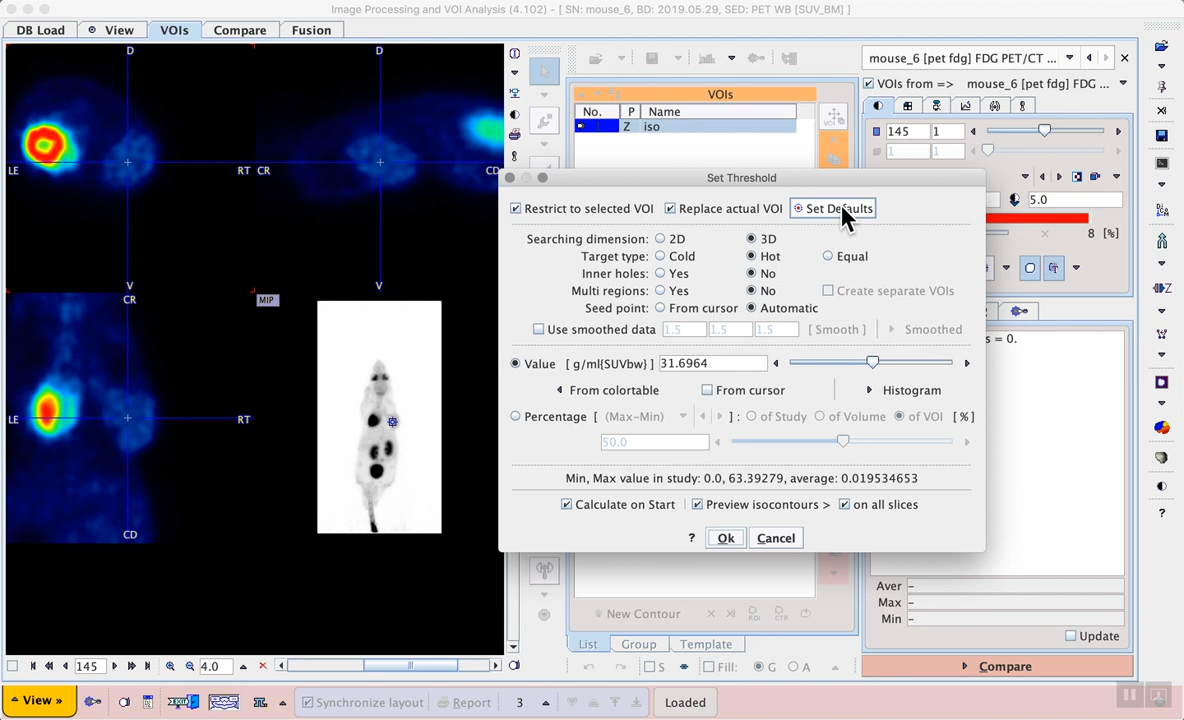 Image Processing and VOI Analysis (4.102) - [ SN: mouse_6, BD: 2019.05.29, SED: PET WB [SUV_BM] ]
DB Load View VOIs Compare Fusion
mouse_6 [pet fdg] FDG PET/CT ...
VOIs from => mouse_6 [pet fdg] FDG ...
VOIs
No. P Name
Z iso
145 1
1 1
5.0
8 [%]
s = 0.
D D
LE RT CR CD
V V
CR MIP
LE RT
CD
Set Threshold
Restrict to selected VOI Replace actual VOI Set Defaults
Searching dimension: 2D 3D
Target type: Cold Hot Equal
Inner holes: Yes No
Multi regions: Yes No Create separate VOIs
Seed point: From cursor Automatic
Use smoothed data 1.5 1.5 1.5 [ Smooth ] Smoothed
Value [ g/ml{SUVbw} ] 31.6964
From colortable From cursor Histogram
Percentage [ (Max-Min) ] : of Study of Volume of VOI [%]
50.0
Min, Max value in study: 0.0, 63.39279, average: 0.019534653
Calculate on Start Preview isocontours > on all slices
? Ok Cancel
New Contour ROI CTR
List Group Template
S Fill: G A
Aver –
Max –
Min –
Update
Compare
145 4.0
View » Synchronize layout Report 3 Loaded
?